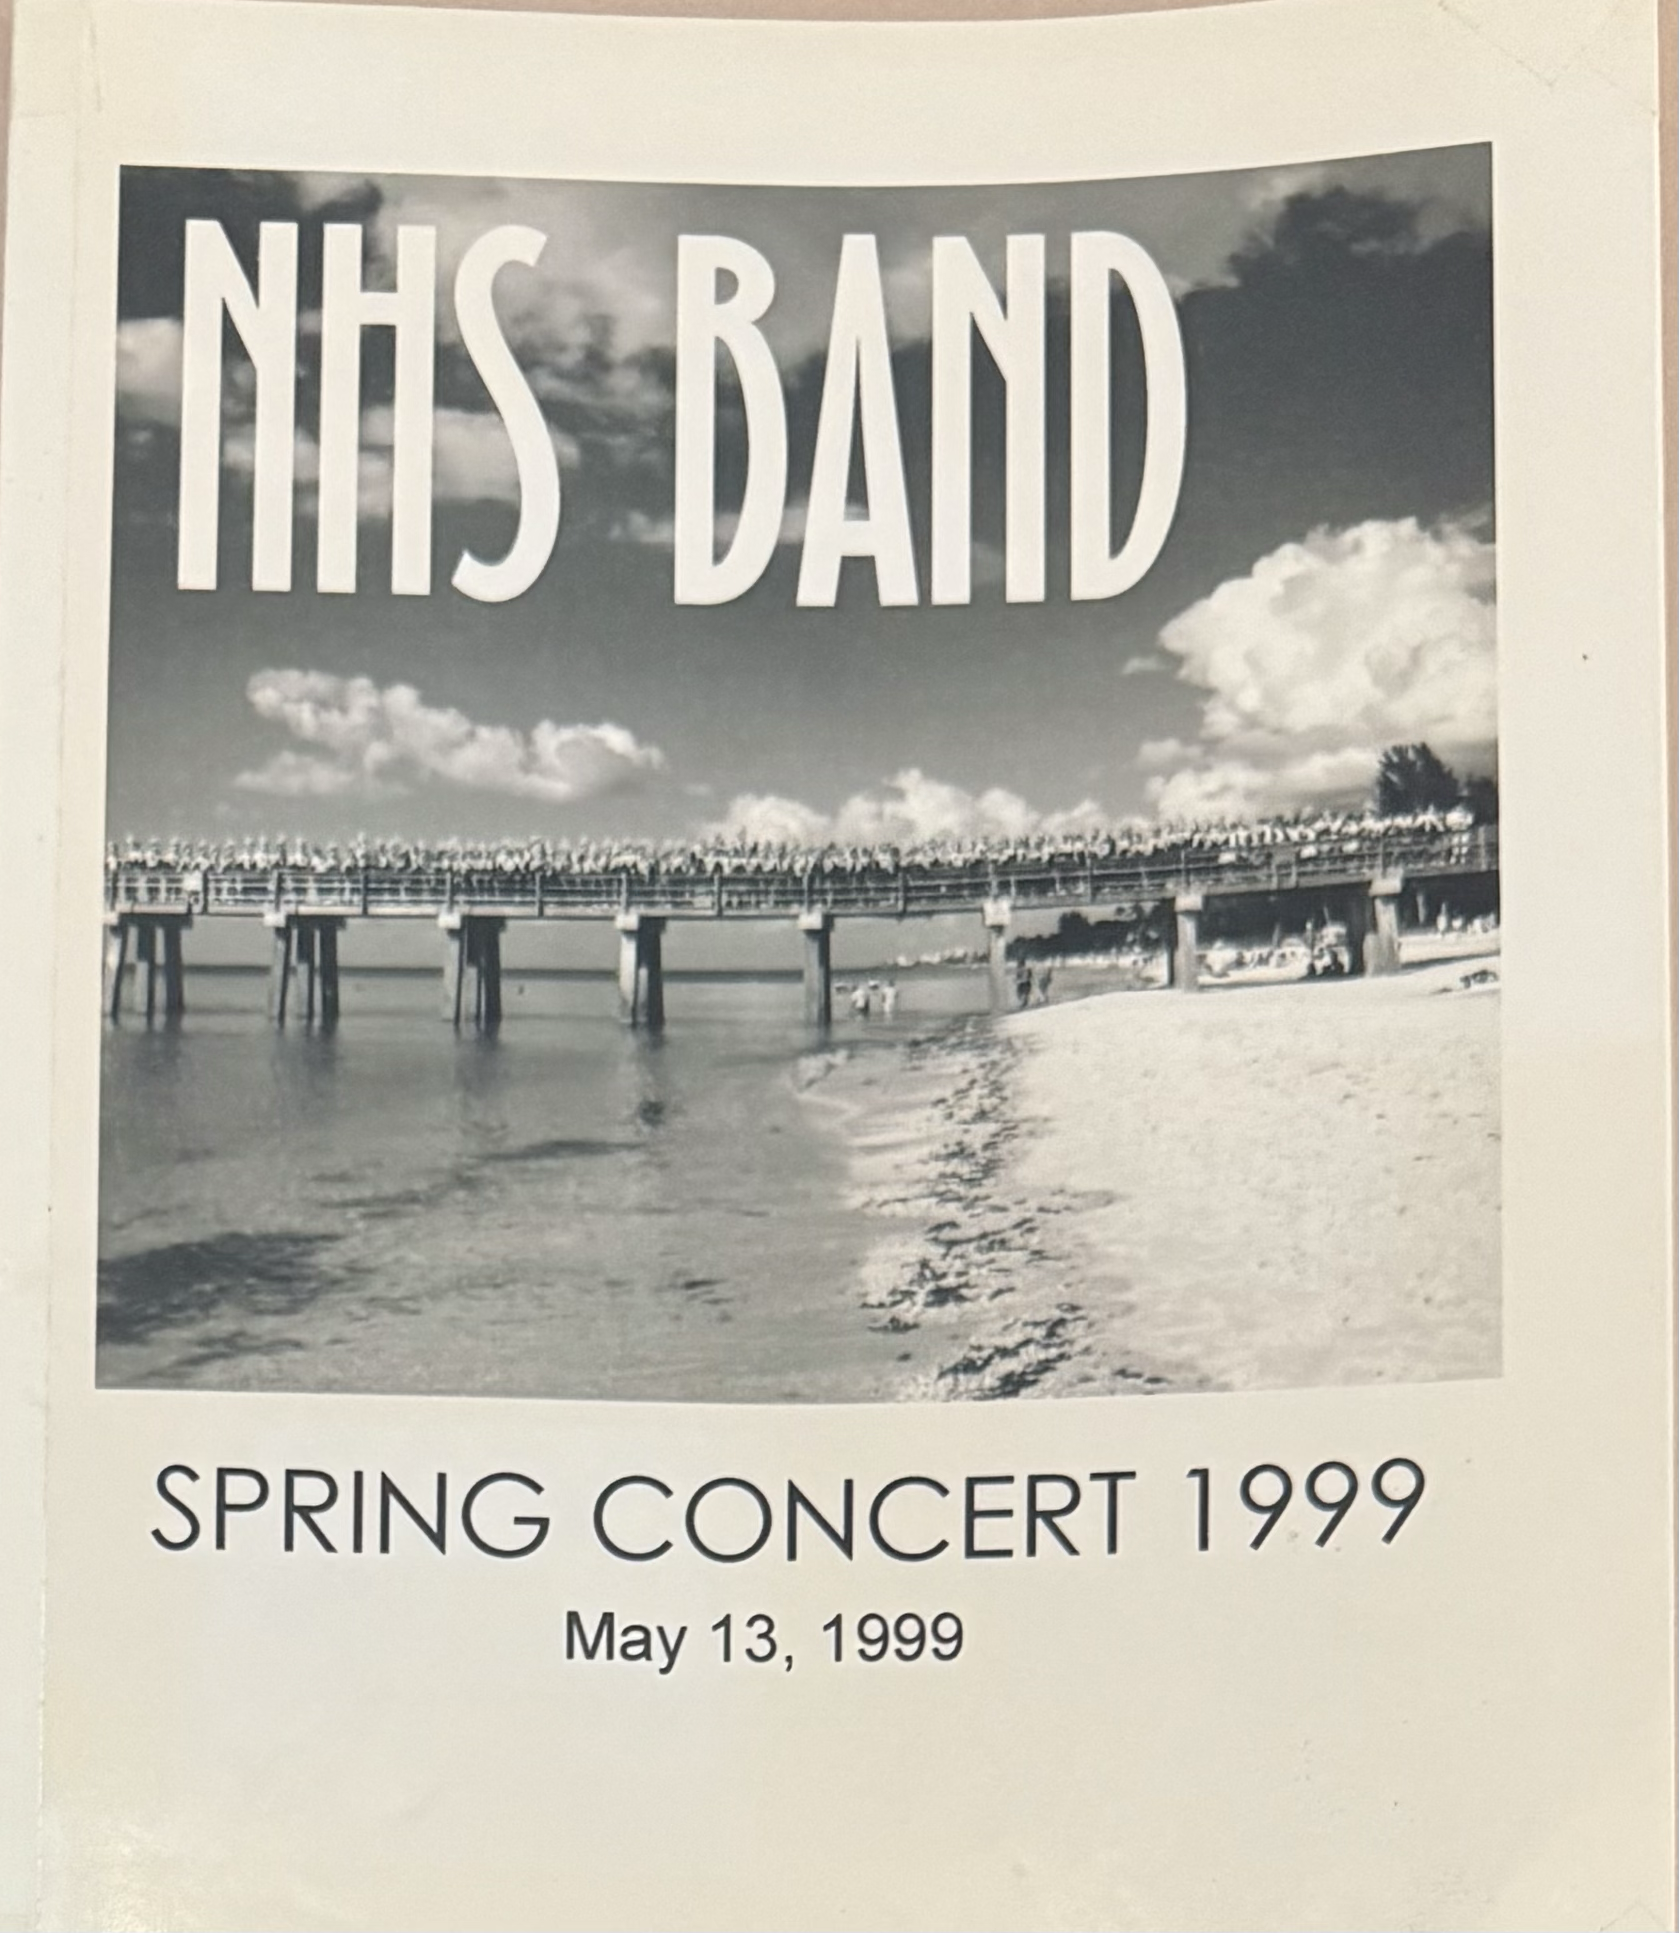 NHS BAND
SPRING CONCERT 1999
May 13, 1999